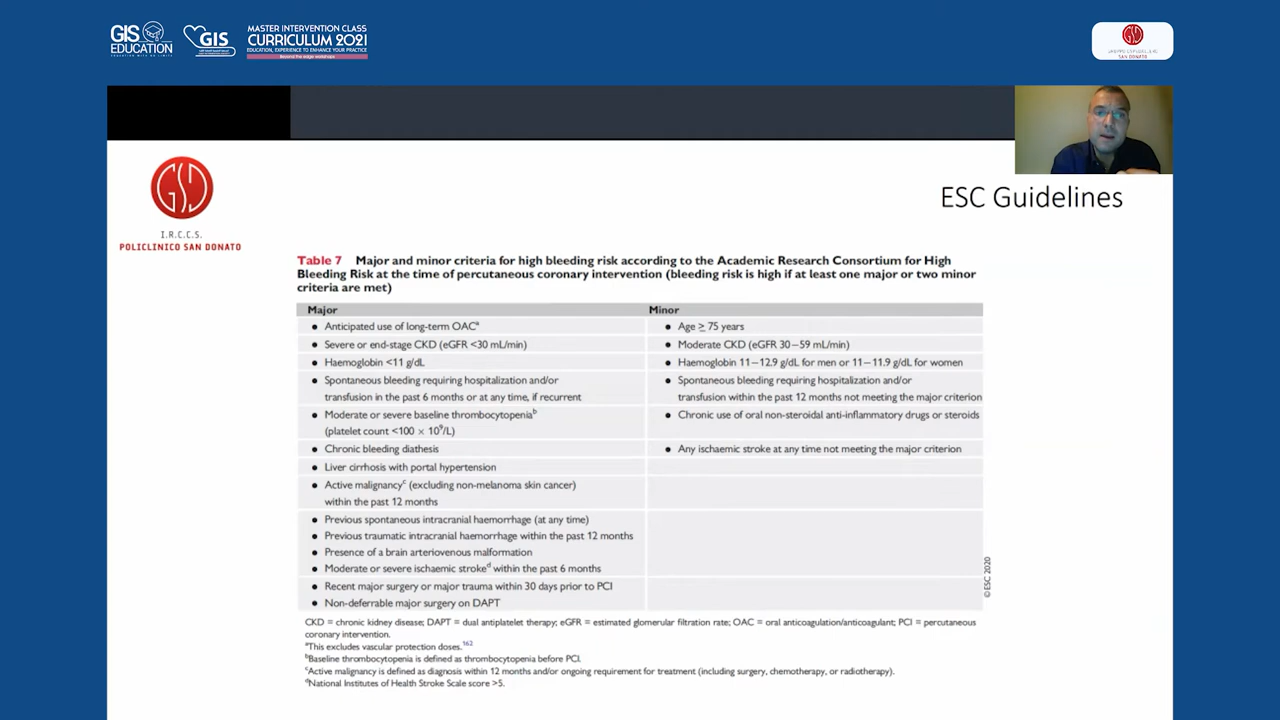 GIS
EDUCATION
GIS
MASTER INTERVENTION CLASS
CURRICULUM 2021
EDUCATION, EXPERIENCE TO ENHANCE YOUR PRACTICE
Beyond the edge workshops
SAN DONATO
I.R.C.C.S.
POLICLINICO SAN DONATO
ESC Guidelines
Table 7 Major and minor criteria for high bleeding risk according to the Academic Research Consortium for High
Bleeding Risk at the time of percutaneous coronary intervention (bleeding risk is high if at least one major or two minor
criteria are met)
Major Minor
• Anticipated use of long-term OACᵃ • Age ≥ 75 years
• Severe or end-stage CKD (eGFR <30 mL/min) • Moderate CKD (eGFR 30–59 mL/min)
• Haemoglobin <11 g/dL • Haemoglobin 11–12.9 g/dL for men or 11–11.9 g/dL for women
• Spontaneous bleeding requiring hospitalization and/or • Spontaneous bleeding requiring hospitalization and/or
transfusion in the past 6 months or at any time, if recurrent transfusion within the past 12 months not meeting the major criterion
• Moderate or severe baseline thrombocytopeniaᵇ • Chronic use of oral non-steroidal anti-inflammatory drugs or steroids
(platelet count <100 × 10⁹/L)
• Chronic bleeding diathesis • Any ischaemic stroke at any time not meeting the major criterion
• Liver cirrhosis with portal hypertension
• Active malignancyᶜ (excluding non-melanoma skin cancer)
within the past 12 months
• Previous spontaneous intracranial haemorrhage (at any time)
• Previous traumatic intracranial haemorrhage within the past 12 months
• Presence of a brain arteriovenous malformation
• Moderate or severe ischaemic strokeᵈ within the past 6 months
• Recent major surgery or major trauma within 30 days prior to PCI
• Non-deferrable major surgery on DAPT
©ESC 2020
CKD = chronic kidney disease; DAPT = dual antiplatelet therapy; eGFR = estimated glomerular filtration rate; OAC = oral anticoagulation/anticoagulant; PCI = percutaneous
coronary intervention.
ᵃThis excludes vascular protection doses.¹⁶²
ᵇBaseline thrombocytopenia is defined as thrombocytopenia before PCI.
ᶜActive malignancy is defined as diagnosis within 12 months and/or ongoing requirement for treatment (including surgery, chemotherapy, or radiotherapy).
ᵈNational Institutes of Health Stroke Scale score >5.